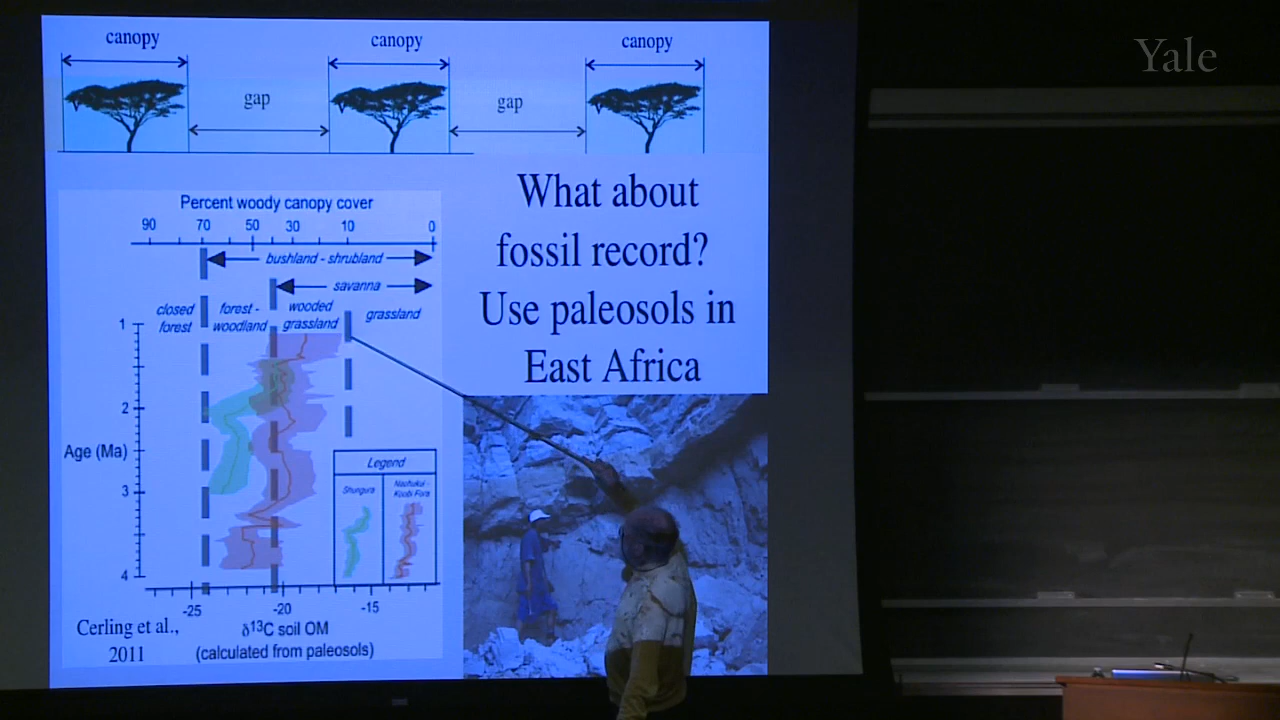 Yale
canopy
canopy
canopy
gap
gap
What about
fossil record?
Use paleosols in
East Africa
Percent woody canopy cover
90 70 50 30 10 0
bushland - shrubland
savanna
closed
forest
forest -
woodland
wooded
grassland
grassland
1
2
Age (Ma)
3
4
Legend
Shungura
Nachukui -
Koobi Fora
-25 -20 -15
δ13C soil OM
(calculated from paleosols)
Cerling et al.,
2011